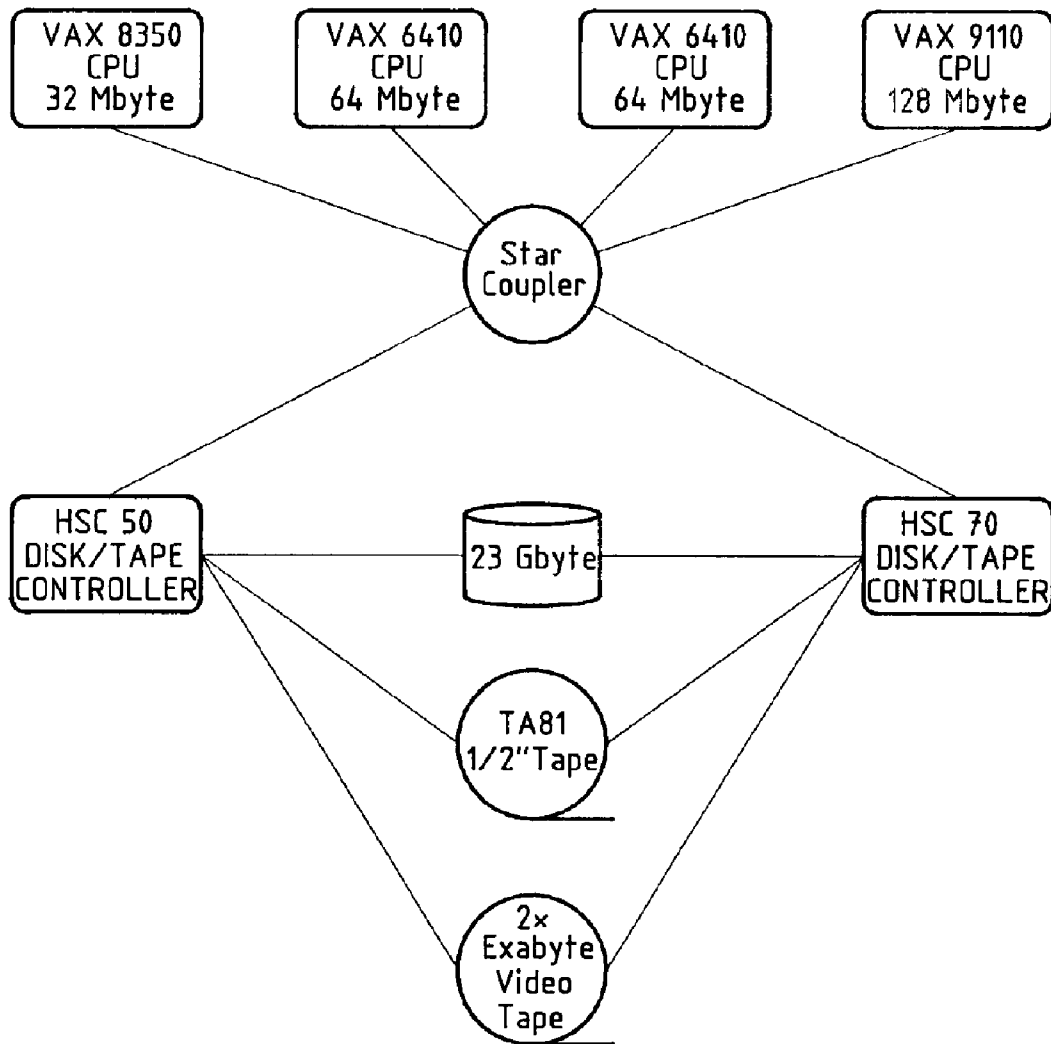 VAX 8350
CPU
32 Mbyte
VAX 6410
CPU
64 Mbyte
VAX 6410
CPU
64 Mbyte
VAX 9110
CPU
128 Mbyte
Star
Coupler
HSC 50
DISK/TAPE
CONTROLLER
23 Gbyte
HSC 70
DISK/TAPE
CONTROLLER
TA81
1/2" Tape
2x
Exabyte
Video
Tape